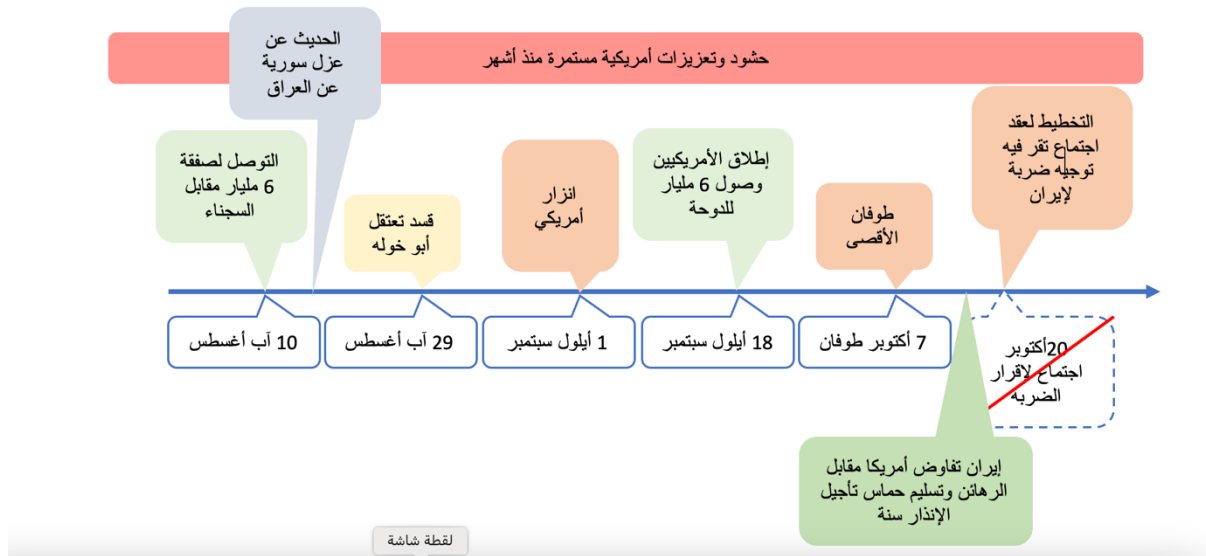 حشود وتعزيزات أمريكية مستمرة منذ أشهر
الحديث عن
عزل سورية
عن العراق
التوصل لصفقة
6 مليار مقابل
السجناء
قسد تعتقل
أبو خوله
انزار
أمريكي
إطلاق الأمريكيين
وصول 6 مليار
للدوحة
طوفان
الأقصى
التخطيط لعقد
اجتماع تقر فيه
توجيه ضربة
لإيران
10 آب أغسطس
29 آب أغسطس
1 أيلول سبتمبر
18 أيلول سبتمبر
7 أكتوبر طوفان
20أكتوبر
اجتماع لاقرار
الضربه
إيران تفاوض أمريكا مقابل
الرهائن وتسليم حماس تأجيل
الإنذار سنة
لقطة شاشة